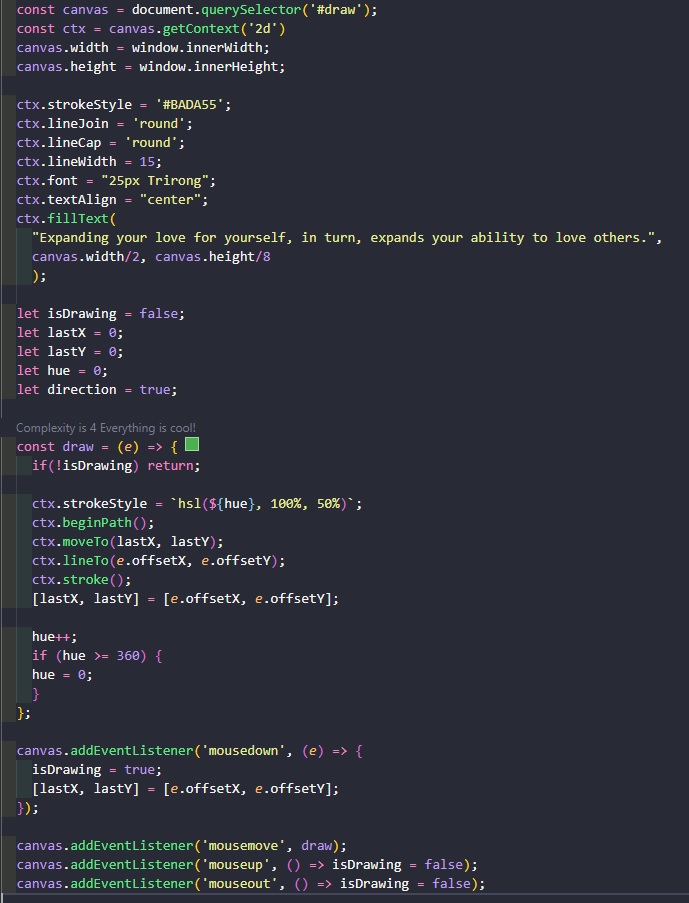 const canvas = document.querySelector('#draw');
const ctx = canvas.getContext('2d')
canvas.width = window.innerWidth;
canvas.height = window.innerHeight;

ctx.strokeStyle = '#BADA55';
ctx.lineJoin = 'round';
ctx.lineCap = 'round';
ctx.lineWidth = 15;
ctx.font = "25px Trirong";
ctx.textAlign = "center";
ctx.fillText(
  "Expanding your love for yourself, in turn, expands your ability to love others.",
  canvas.width/2, canvas.height/8
  );

let isDrawing = false;
let lastX = 0;
let lastY = 0;
let hue = 0;
let direction = true;

Complexity is 4 Everything is cool!
const draw = (e) => {
  if(!isDrawing) return;

  ctx.strokeStyle = `hsl(${hue}, 100%, 50%)`;
  ctx.beginPath();
  ctx.moveTo(lastX, lastY);
  ctx.lineTo(e.offsetX, e.offsetY);
  ctx.stroke();
  [lastX, lastY] = [e.offsetX, e.offsetY];

  hue++;
  if (hue >= 360) {
  hue = 0;
  }
};

canvas.addEventListener('mousedown', (e) => {
  isDrawing = true;
  [lastX, lastY] = [e.offsetX, e.offsetY];
});

canvas.addEventListener('mousemove', draw);
canvas.addEventListener('mouseup', () => isDrawing = false);
canvas.addEventListener('mouseout', () => isDrawing = false);